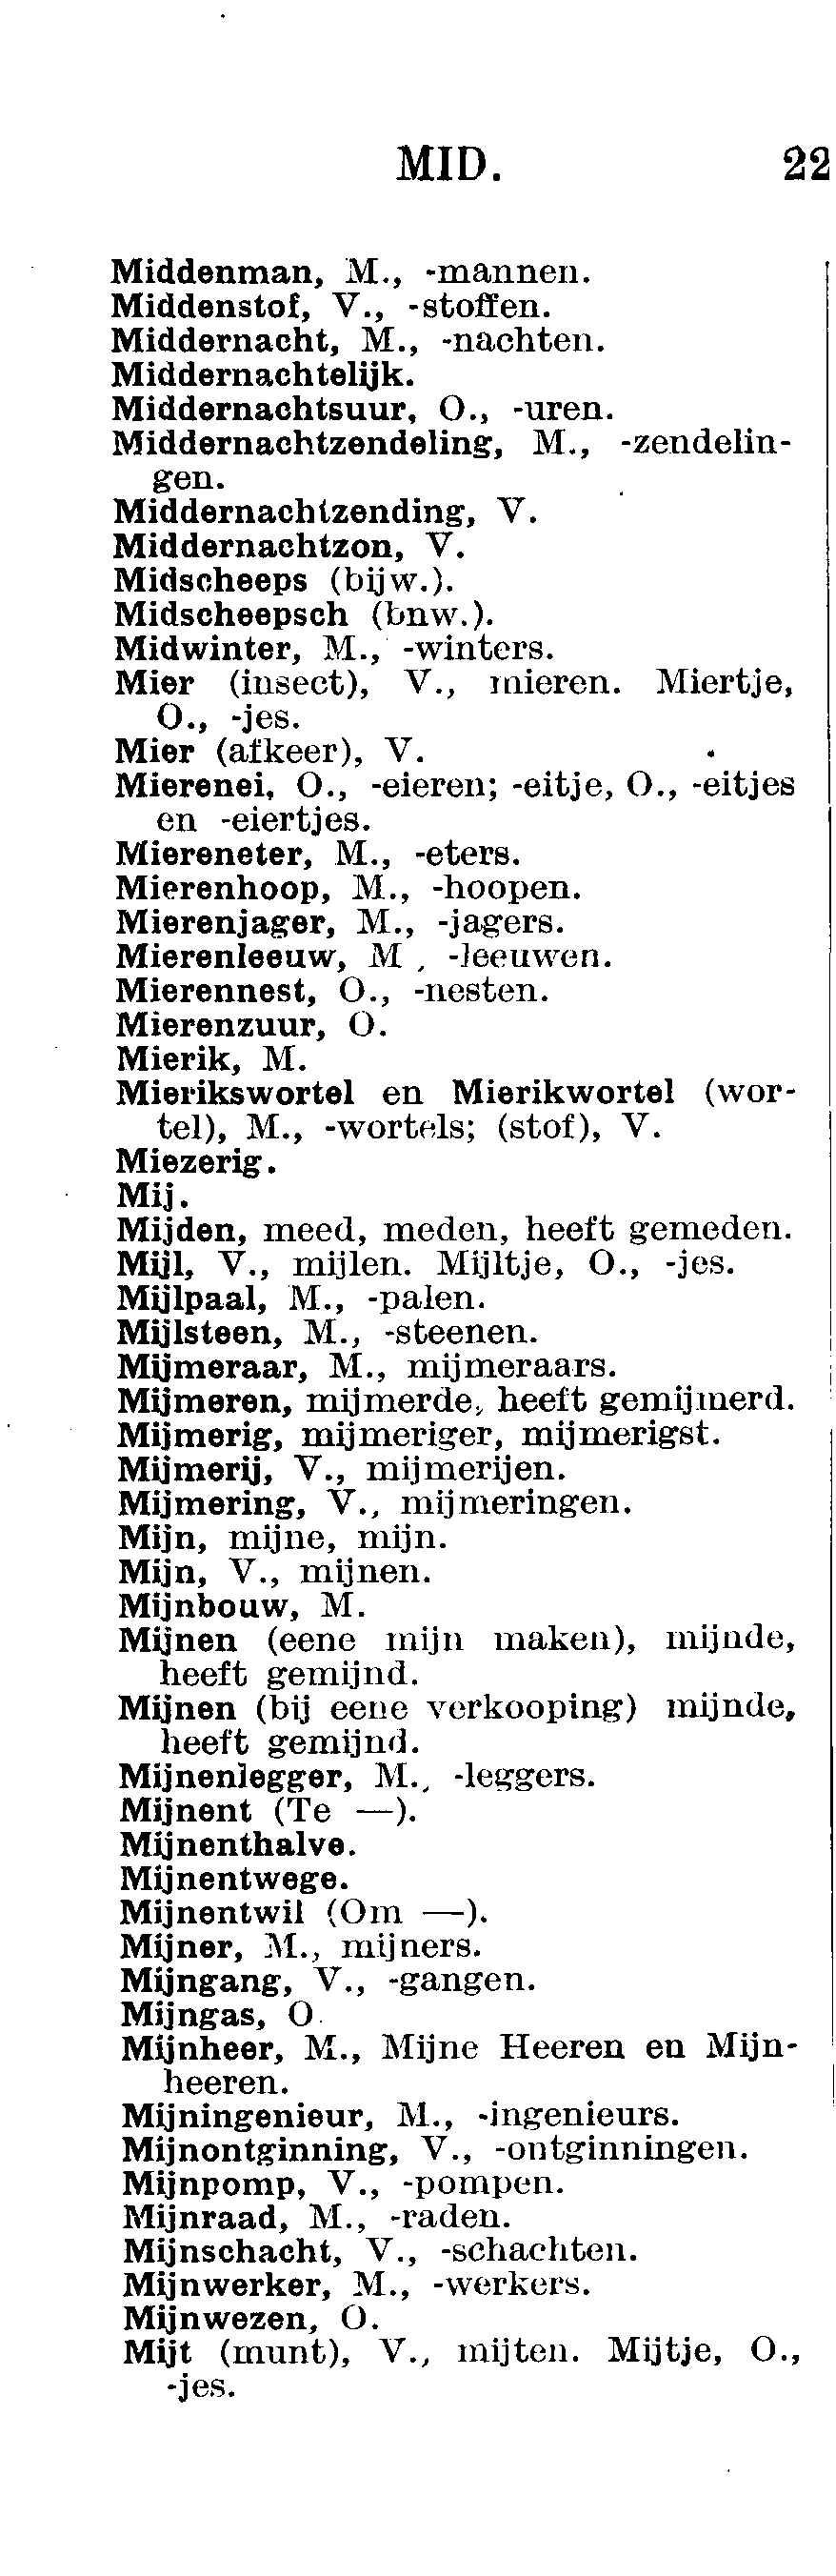 MID. 22
Middenman, M., -mannen.
Middenstof, V., -stoffen.
Middernacht, M., -nachten.
Middernachtelijk.
Middernachtsuur, O., -uren.
Middernachtzendeling, M., -zendelin-
gen.
Middernachtzending, V.
Middernachtzon, V.
Midscheeps (bijw.).
Midscheepsch (bnw.).
Midwinter, M., -winters.
Mier (insect), V., mieren. Miertje,
O., -jes.
Mier (afkeer), V.
Mierenei, O., -eieren; -eitje, O., -eitjes
en -eiertjes.
Miereneter, M., -eters.
Mierenhoop, M., -hoopen.
Mierenjager, M., -jagers.
Mierenleeuw, M , -leeuwen.
Mierennest, O., -nesten.
Mierenzuur, O.
Mierik, M.
Mierikswortel en Mierikwortel (wor-
tel), M., -wortels; (stof), V.
Miezerig.
Mij.
Mijden, meed, meden, heeft gemeden.
Mijl, V., mijlen. Mijltje, O., -jes.
Mijlpaal, M., -palen.
Mijlsteen, M., -steenen.
Mijmeraar, M., mijmeraars.
Mijmeren, mijmerde, heeft gemijmerd.
Mijmerig, mijmeriger, mijmerigst.
Mijmerij, V., mijmerijen.
Mijmering, V., mijmeringen.
Mijn, mijne, mijn.
Mijn, V., mijnen.
Mijnbouw, M.
Mijnen (eene mijn maken), mijnde,
heeft gemijnd.
Mijnen (bij eene verkooping) mijnde,
heeft gemijnd.
Mijnenlegger, M., -leggers.
Mijnent (Te —).
Mijnenthalve.
Mijnentwege.
Mijnentwil (Om —).
Mijner, M., mijners.
Mijngang, V., -gangen.
Mijngas, O.
Mijnheer, M., Mijne Heeren en Mijn-
heeren.
Mijningenieur, M., -ingenieurs.
Mijnontginning, V., -ontginningen.
Mijnpomp, V., -pompen.
Mijnraad, M., -raden.
Mijnschacht, V., -schachten.
Mijnwerker, M., -werkers.
Mijnwezen, O.
Mijt (munt), V., mijten. Mijtje, O.,
-jes.